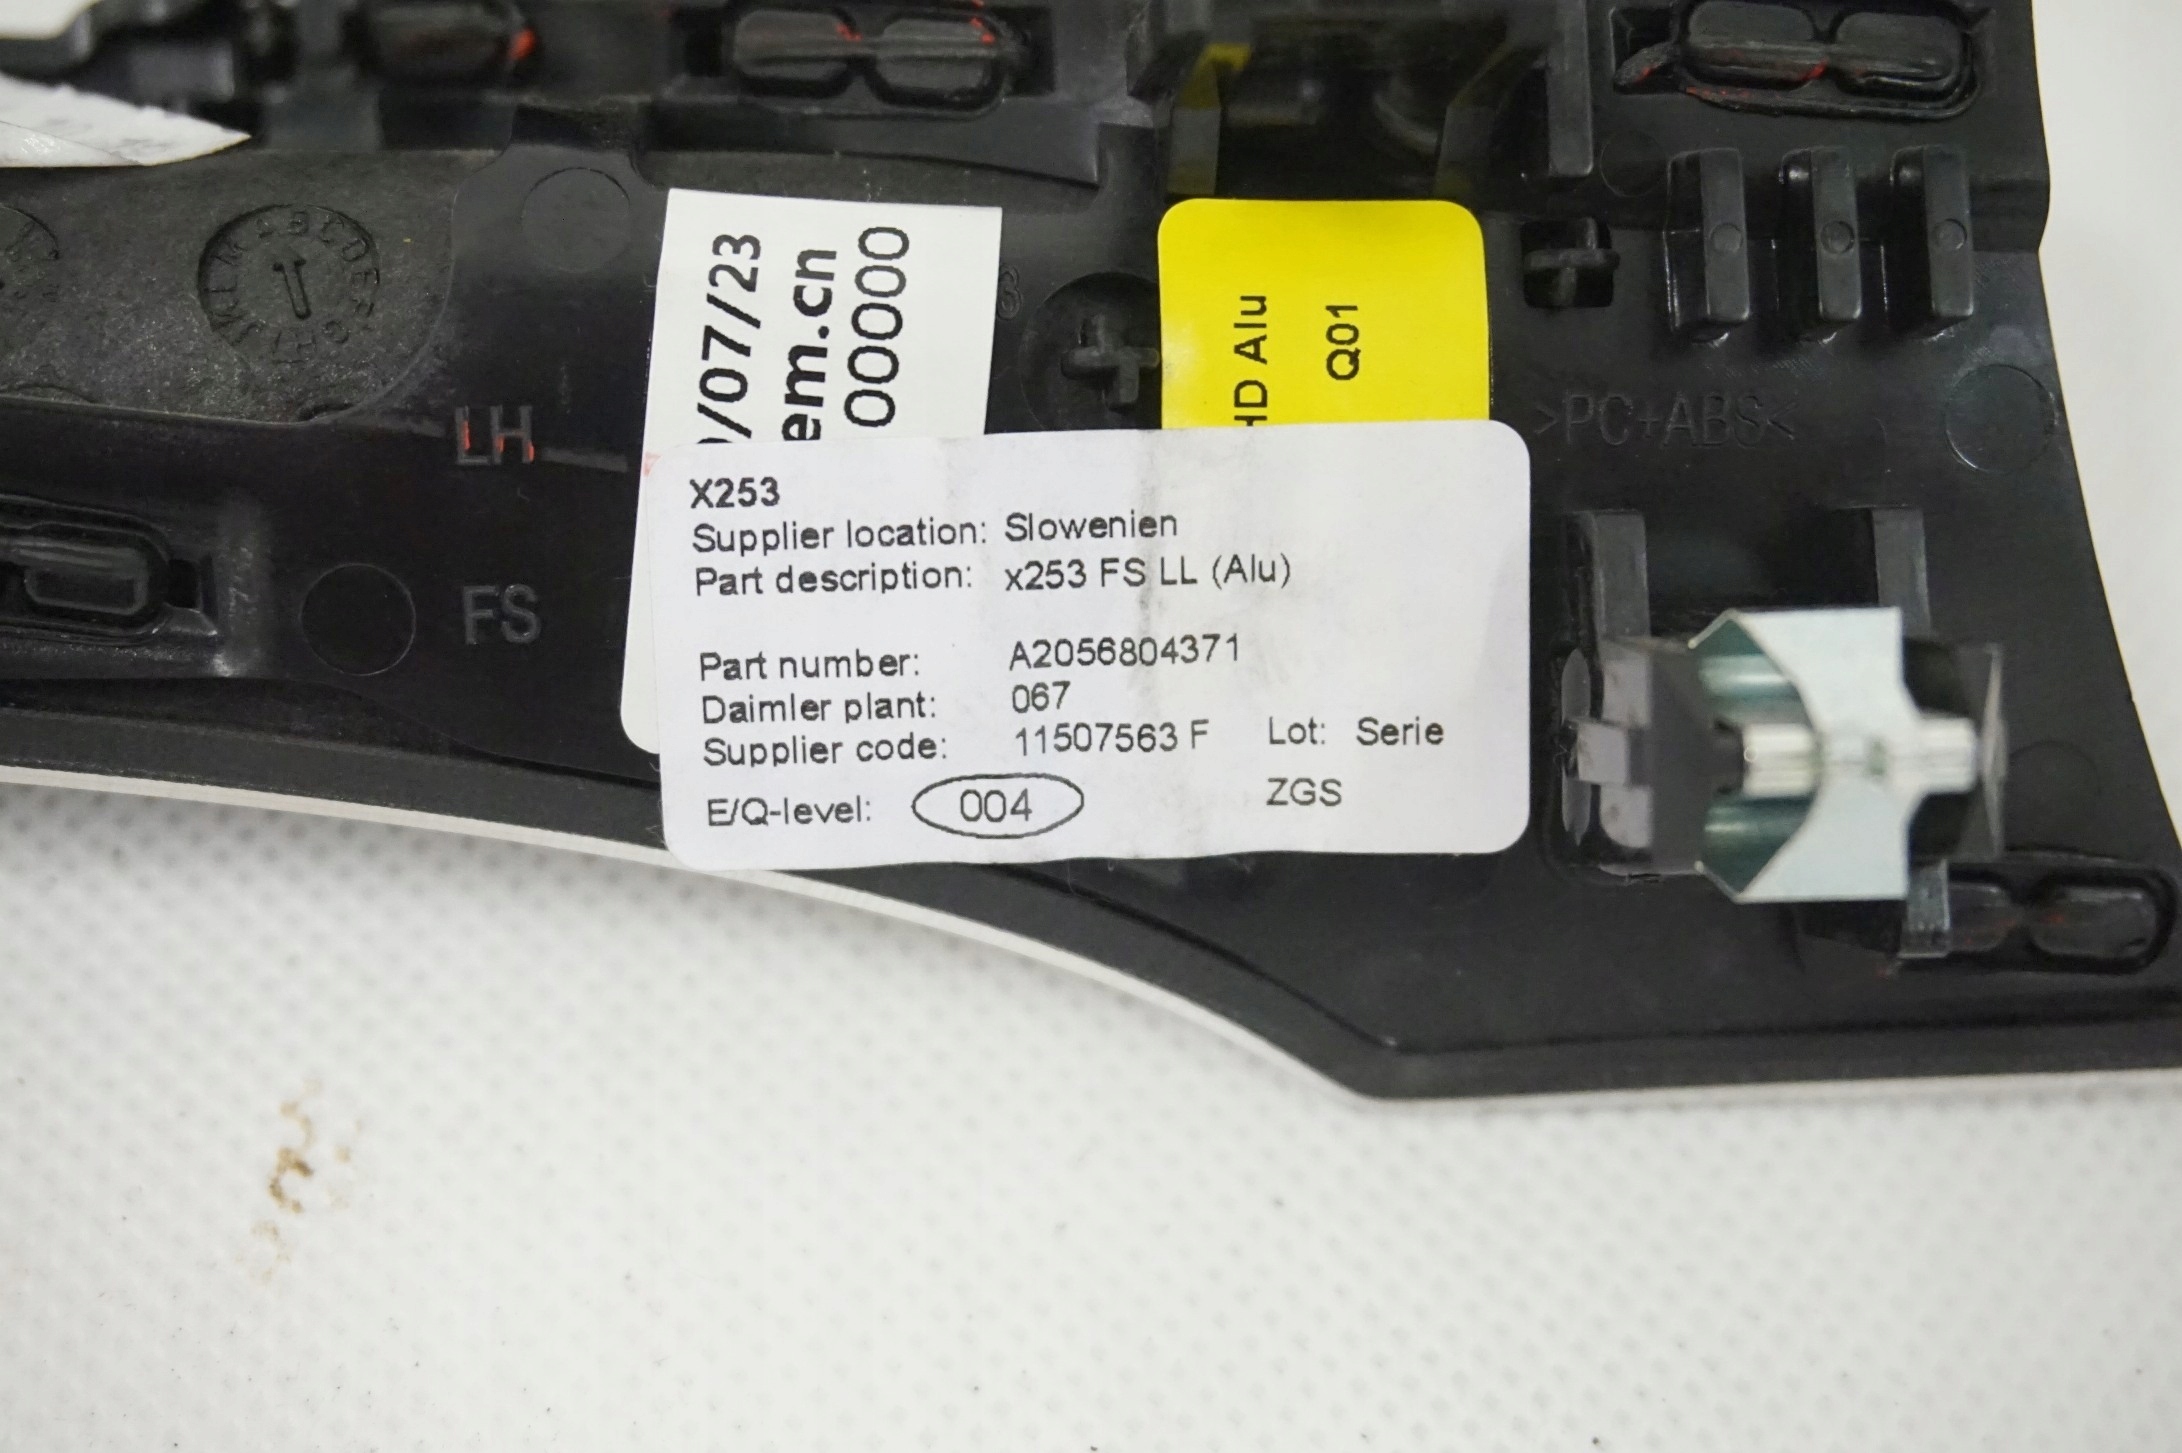 /07/23
em.cn
00000
HD Alu
Q01
LH
>PC+ABS<
FS
X253
Supplier location: Slowenien
Part description: x253 FS LL (Alu)
Part number: A2056804371
Daimler plant: 067
Supplier code: 11507563 F Lot: Serie
E/Q-level: 004 ZGS